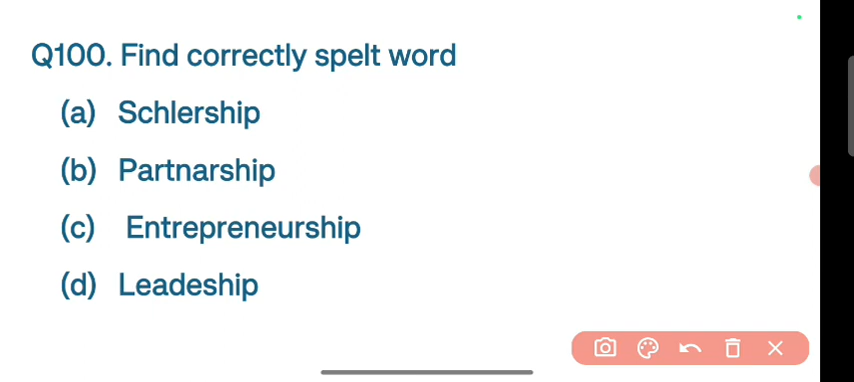 Q100. Find correctly spelt word
(a) Schlership
(b) Partnarship
(c) Entrepreneurship
(d) Leadeship